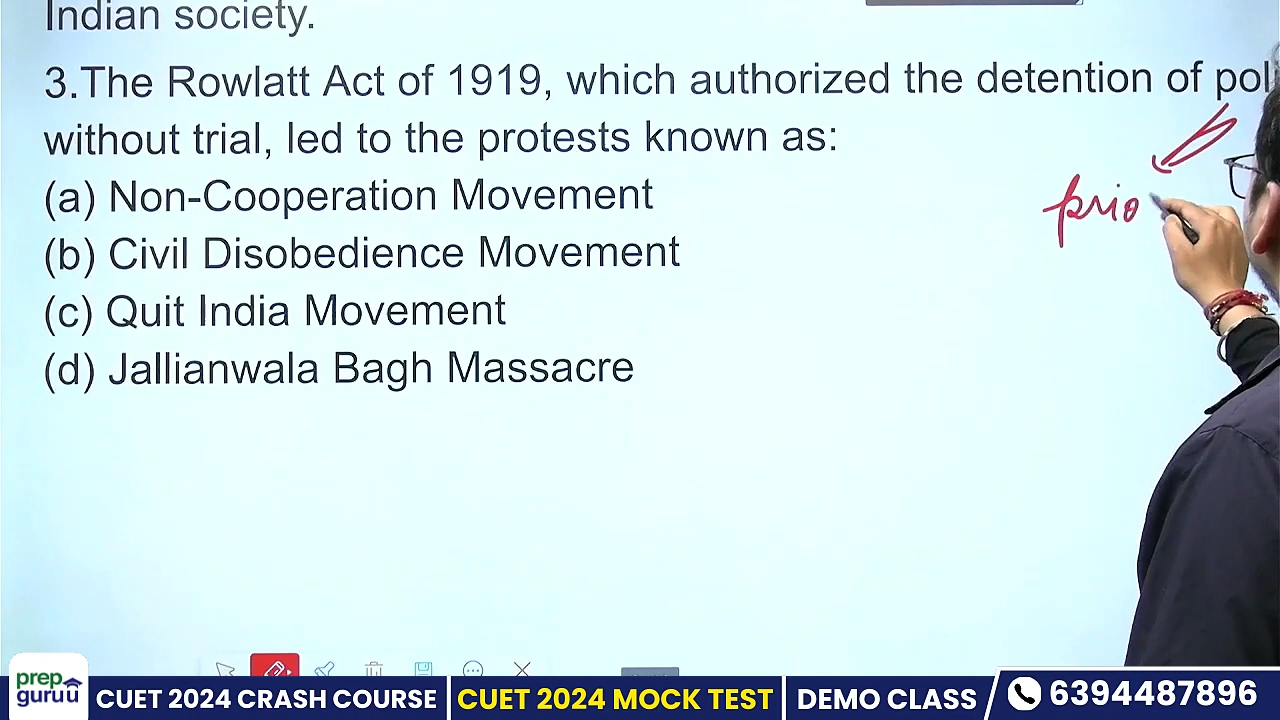 Indian society.
3.The Rowlatt Act of 1919, which authorized the detention of pol
without trial, led to the protests known as:
(a) Non-Cooperation Movement
(b) Civil Disobedience Movement
(c) Quit India Movement
(d) Jallianwala Bagh Massacre
prio
prep guruu
CUET 2024 CRASH COURSE
CUET 2024 MOCK TEST
DEMO CLASS
6394487896